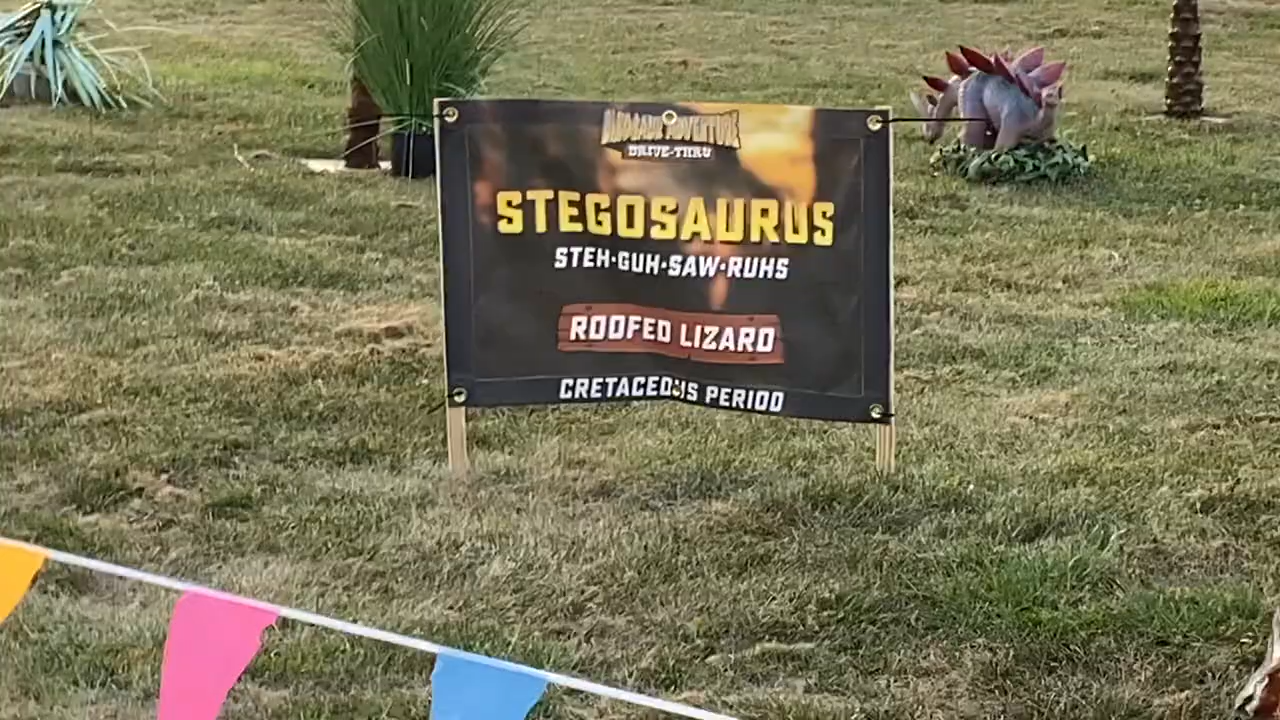 DINOSAUR ADVENTURE
DRIVE-THRU
STEGOSAURUS
STEH·GUH·SAW·RUHS
ROOFED LIZARD
CRETACEOUS PERIOD